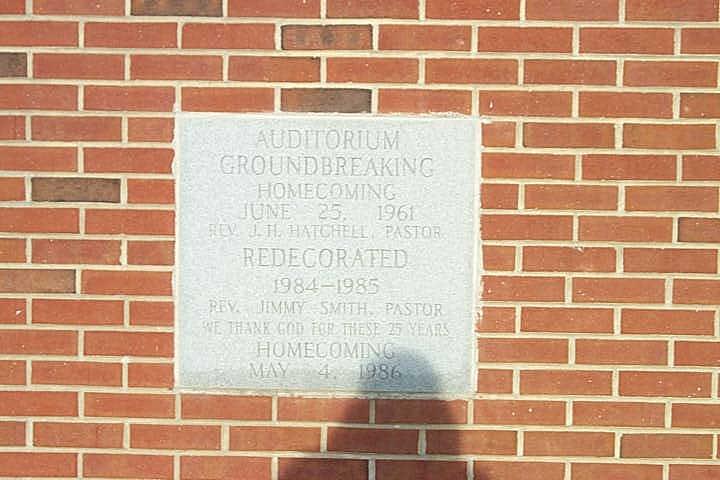 AUDITORIUM
GROUNDBREAKING
HOMECOMING
JUNE 25, 1961
REV. J. H. HATCHELL, PASTOR
REDECORATED
1984-1985
REV. JIMMY SMITH, PASTOR
WE THANK GOD FOR THESE 25 YEARS
HOMECOMING
MAY 4, 1986